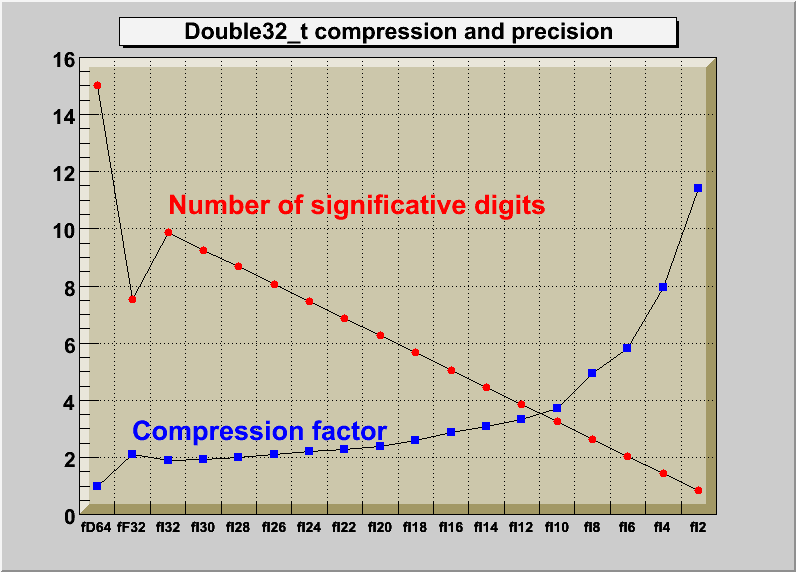 Double32_t compression and precision
16
14
12
10
8
6
4
2
0
Number of significative digits
Compression factor
fD64 fF32 fI32 fI30 fI28 fI26 fI24 fI22 fI20 fI18 fI16 fI14 fI12 fI10 fI8 fI6 fI4 fI2